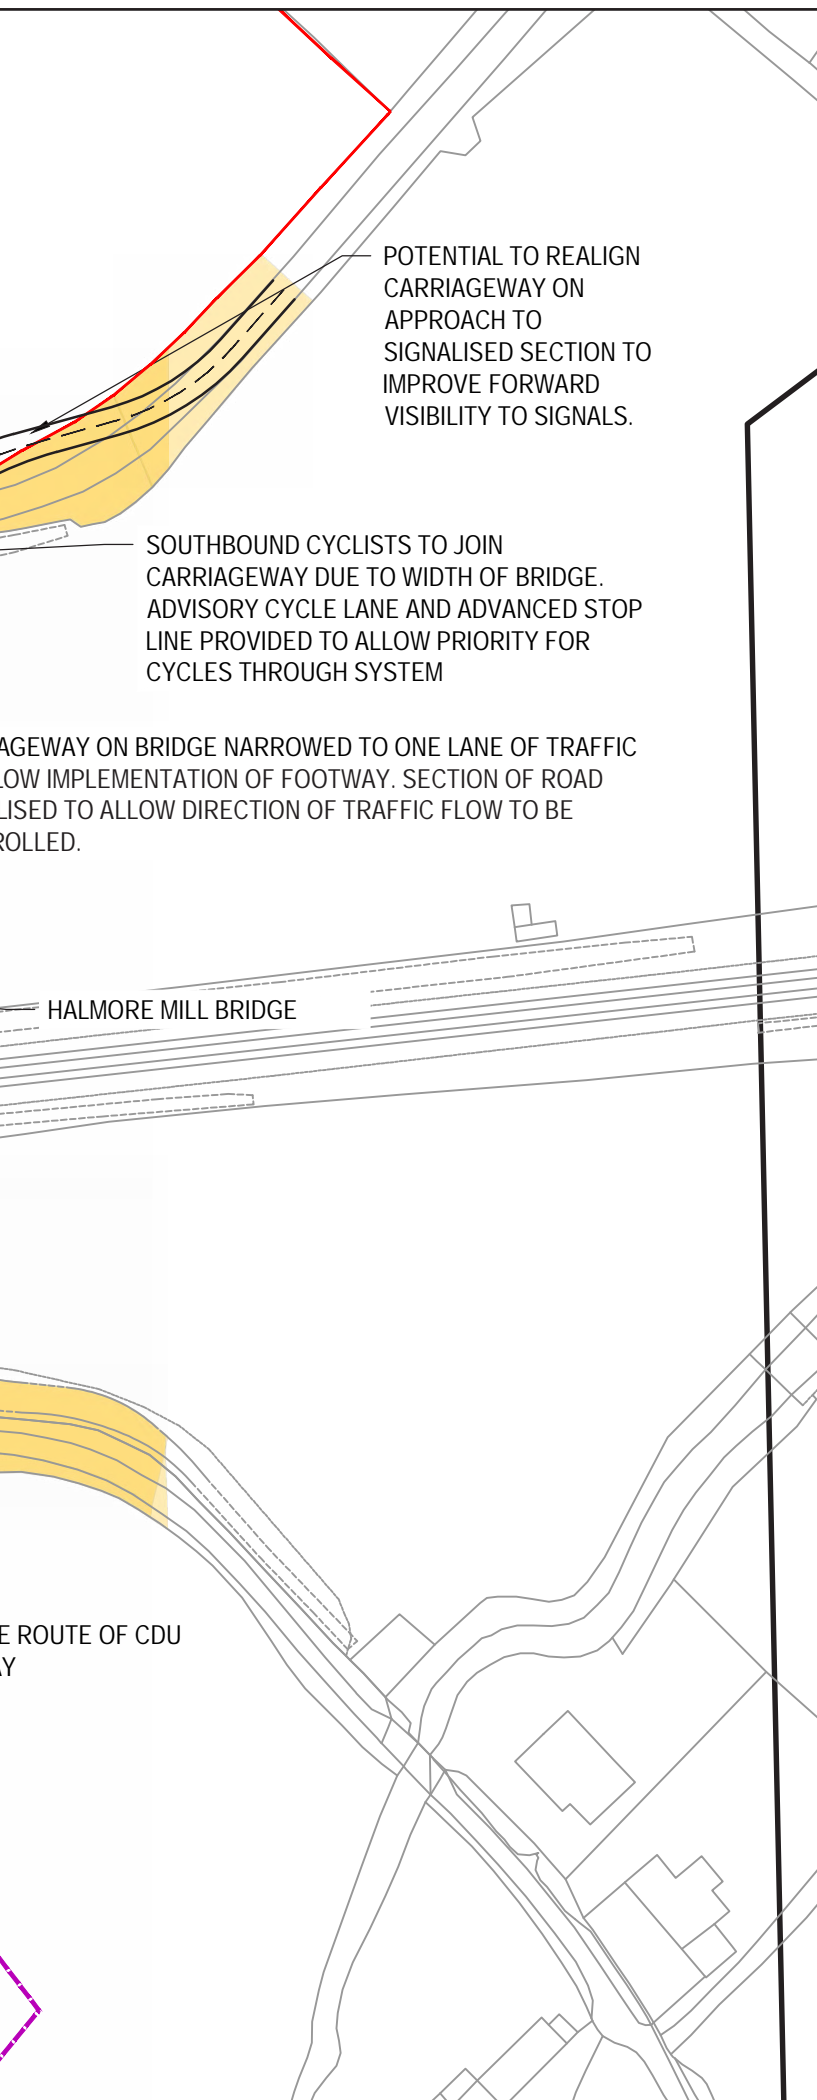 POTENTIAL TO REALIGN
CARRIAGEWAY ON
APPROACH TO
SIGNALISED SECTION TO
IMPROVE FORWARD
VISIBILITY TO SIGNALS.
SOUTHBOUND CYCLISTS TO JOIN
CARRIAGEWAY DUE TO WIDTH OF BRIDGE.
ADVISORY CYCLE LANE AND ADVANCED STOP
LINE PROVIDED TO ALLOW PRIORITY FOR
CYCLES THROUGH SYSTEM
AGEWAY ON BRIDGE NARROWED TO ONE LANE OF TRAFFIC
LOW IMPLEMENTATION OF FOOTWAY. SECTION OF ROAD
LISED TO ALLOW DIRECTION OF TRAFFIC FLOW TO BE
ROLLED.
HALMORE MILL BRIDGE
E ROUTE OF CDU
AY